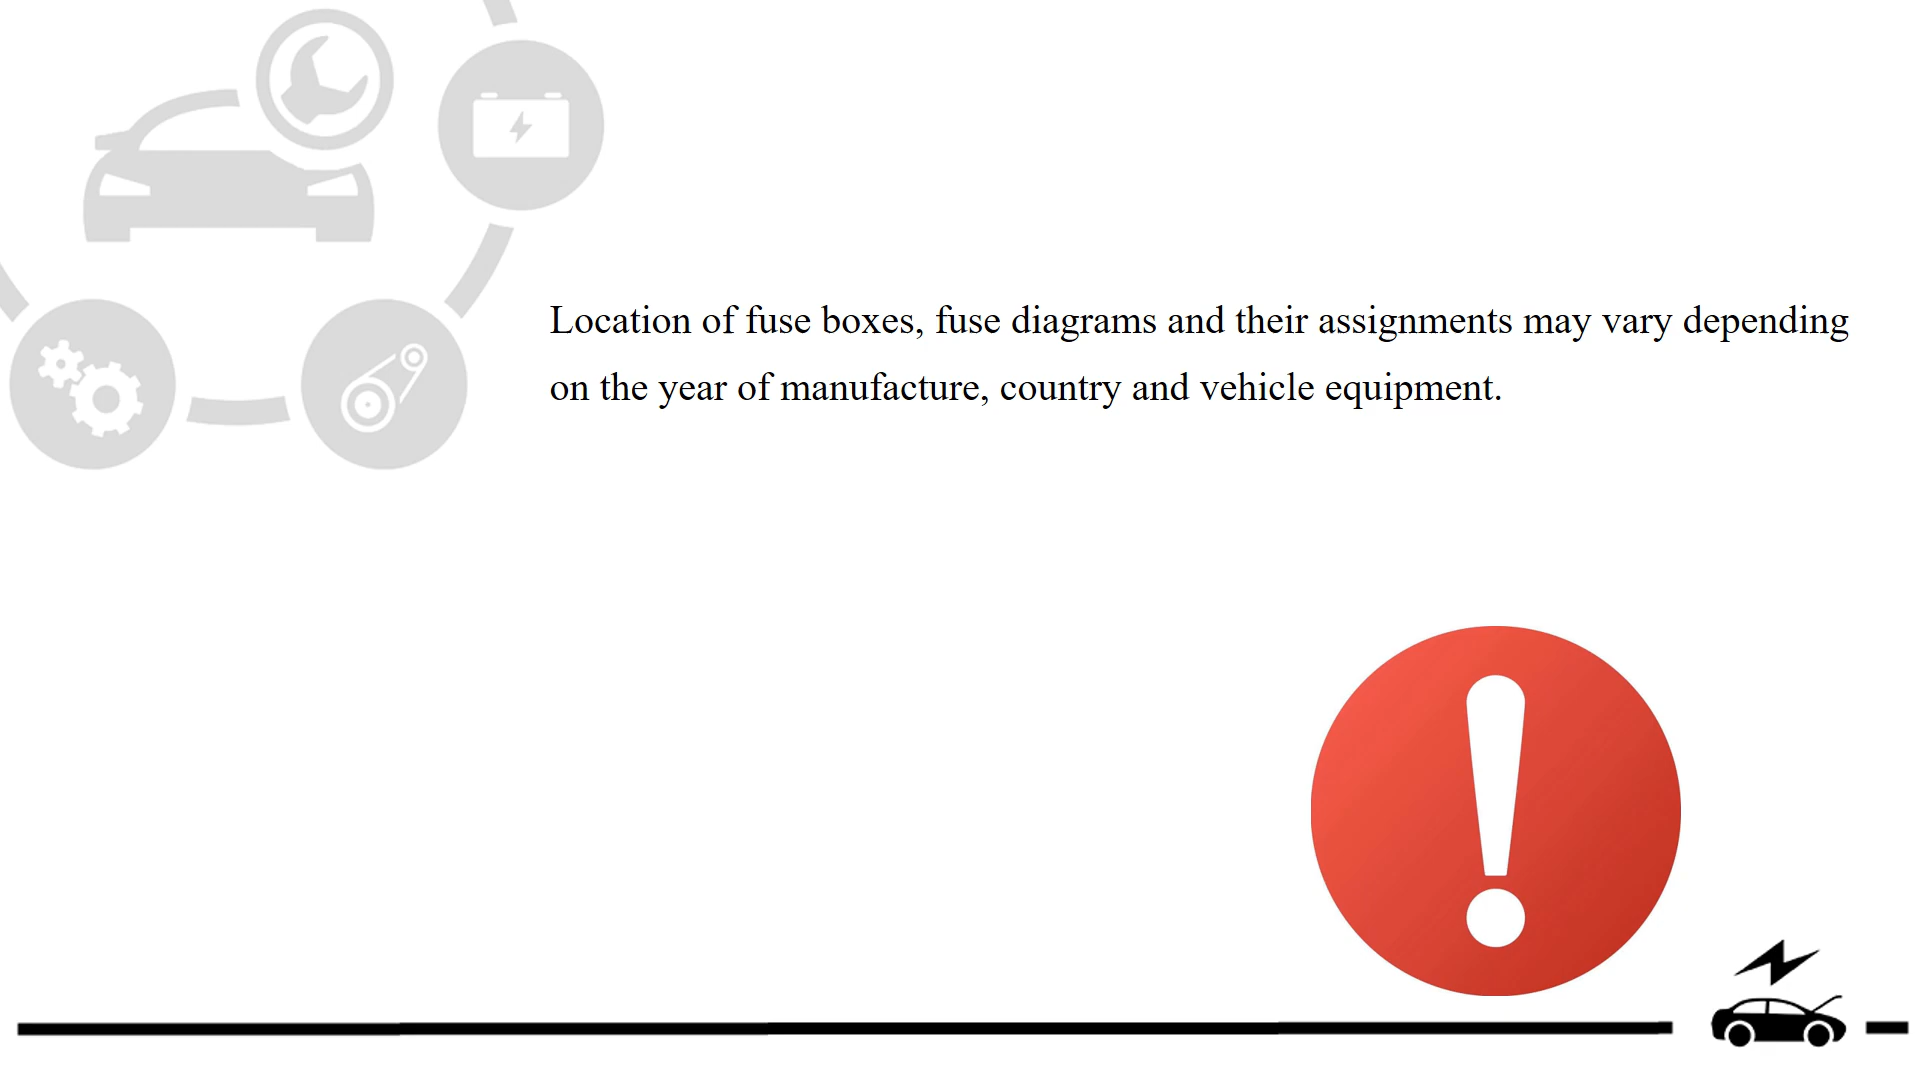 Location of fuse boxes, fuse diagrams and their assignments may vary depending
on the year of manufacture, country and vehicle equipment.